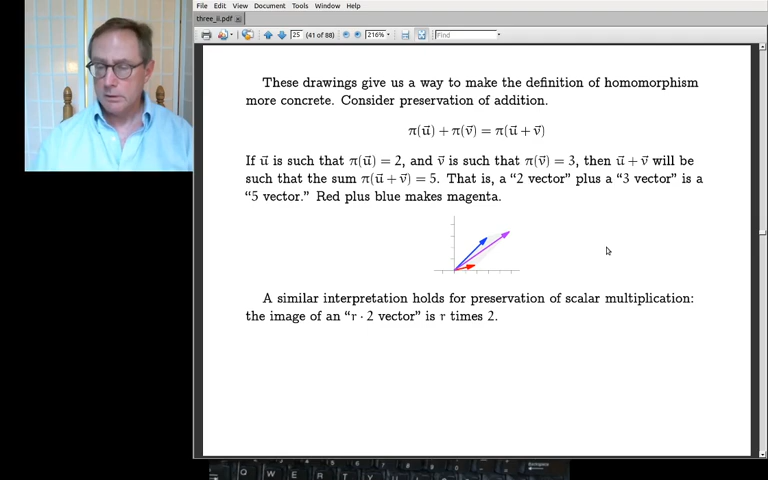 File Edit View Document Tools Window Help
three_ii.pdf
25 (41 of 88) 216% Find
These drawings give us a way to make the definition of homomorphism
more concrete. Consider preservation of addition.
π(u⃗) + π(v⃗) = π(u⃗ + v⃗)
If u⃗ is such that π(u⃗) = 2, and v⃗ is such that π(v⃗) = 3, then u⃗ + v⃗ will be
such that the sum π(u⃗ + v⃗) = 5. That is, a “2 vector” plus a “3 vector” is a
“5 vector.” Red plus blue makes magenta.
A similar interpretation holds for preservation of scalar multiplication:
the image of an “r · 2 vector” is r times 2.
Q W E R T